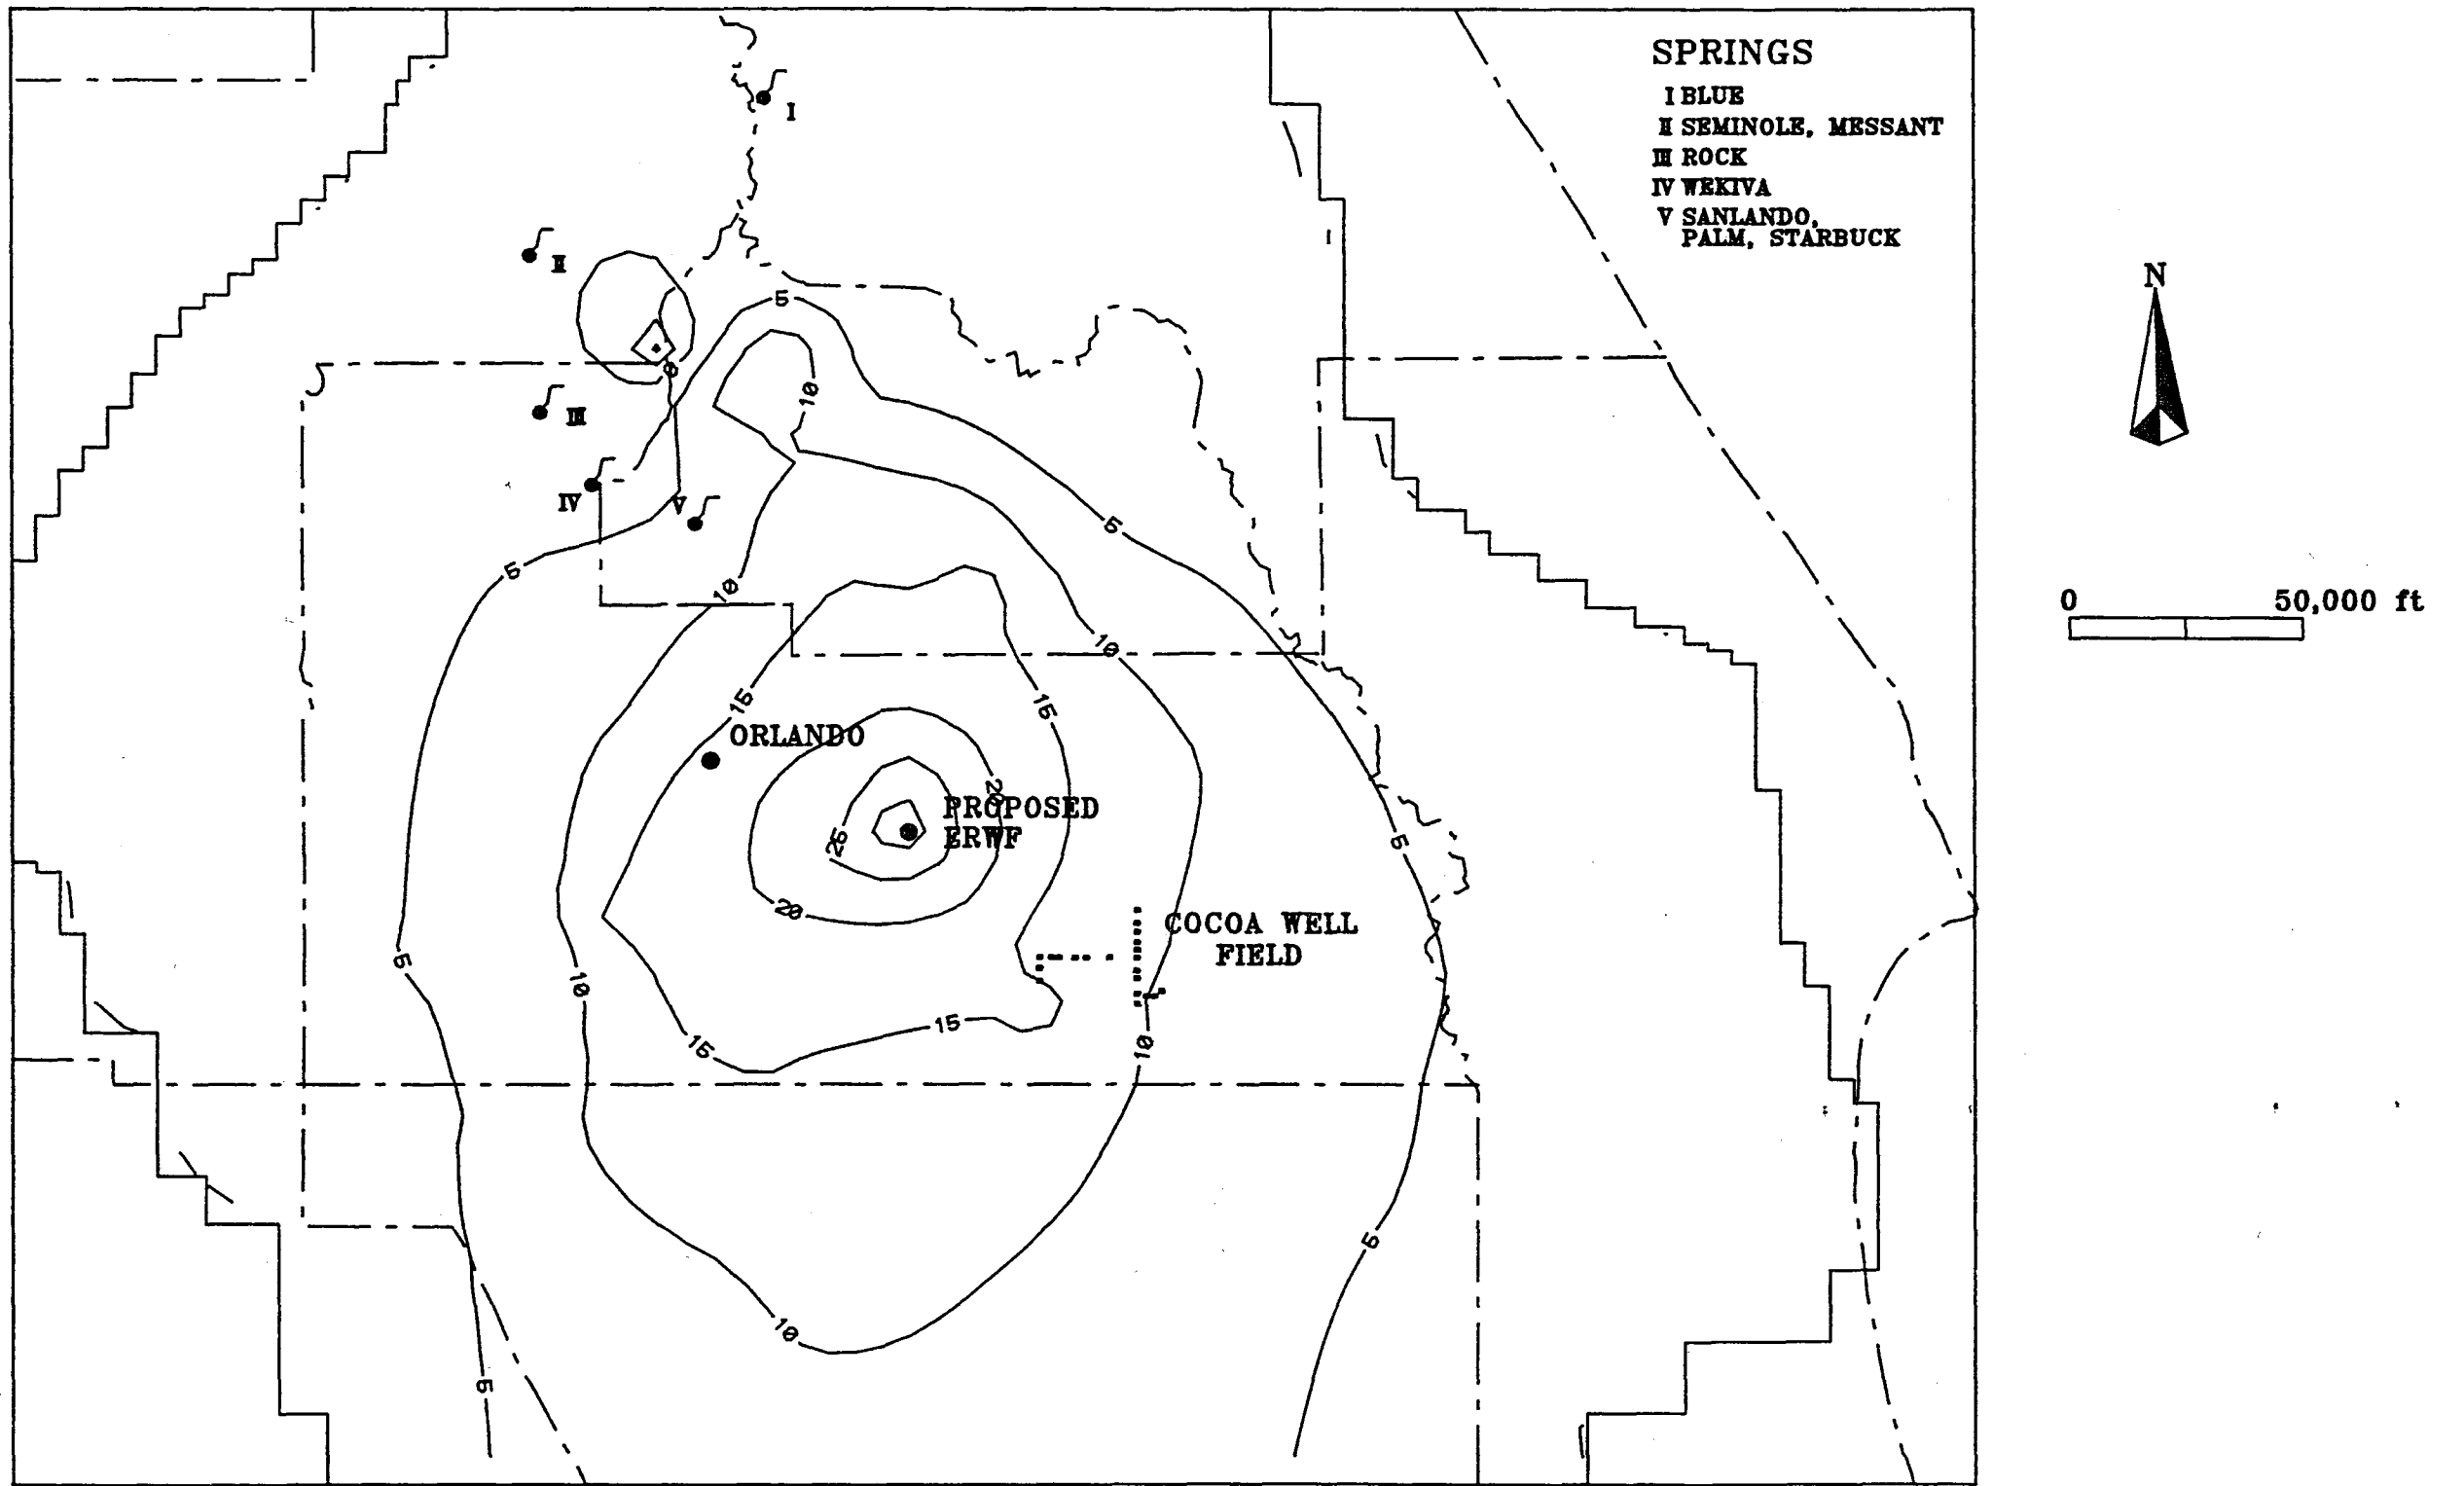 SPRINGS
I BLUE
II SEMINOLE, MESSANT
III ROCK
IV WEKIVA
V SANLANDO,
PALM, STARBUCK
I
II
N
5
0
10
III
IV
V
5
5
0 50,000 ft
10
10
15
15
ORLANDO
20
PROPOSED
ERWF
25
5
20
COCOA WELL
FIELD
5
10
15
15
10
5
10
5